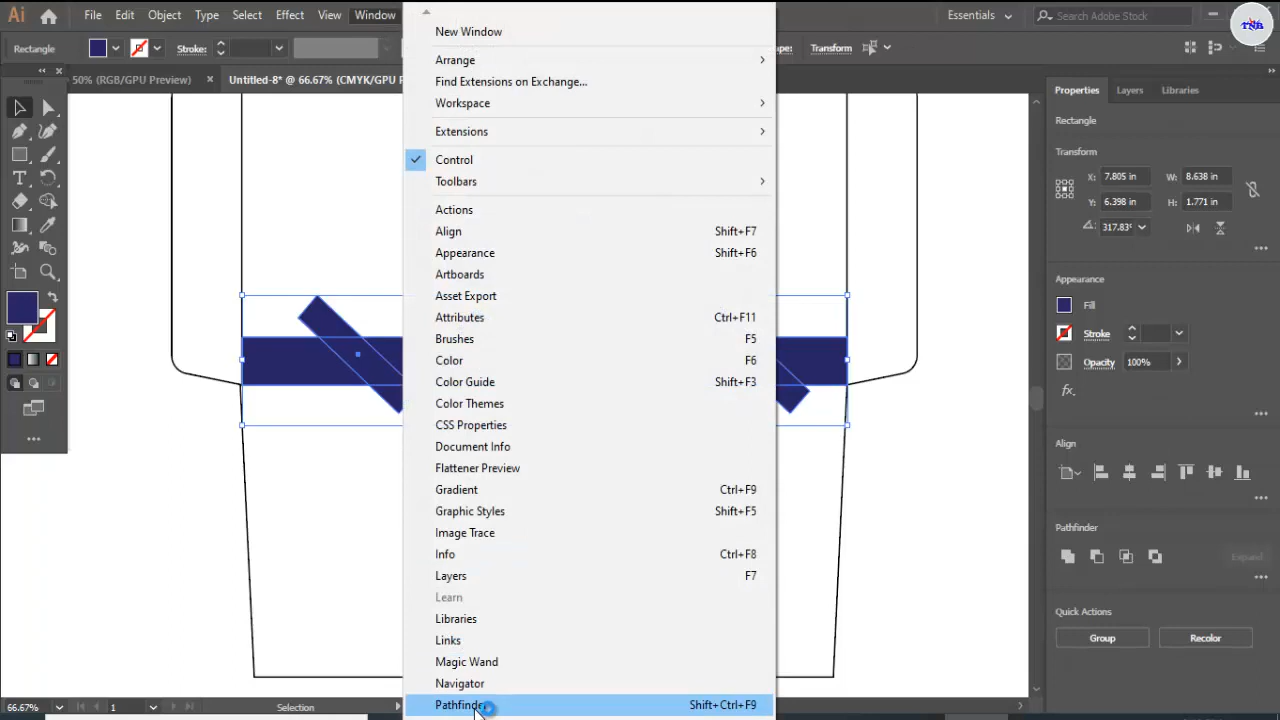 Ai File Edit Object Type Select Effect View Window Essentials Search Adobe Stock TNB
Rectangle Stroke: Transform
50% (RGB/GPU Preview) × Untitled-8* @ 66.67% (CMYK/GPU
New Window
Arrange
Find Extensions on Exchange...
Workspace
Extensions
Control
Toolbars
Actions
Align Shift+F7
Appearance Shift+F6
Artboards
Asset Export
Attributes Ctrl+F11
Brushes F5
Color F6
Color Guide Shift+F3
Color Themes
CSS Properties
Document Info
Flattener Preview
Gradient Ctrl+F9
Graphic Styles Shift+F5
Image Trace
Info Ctrl+F8
Layers F7
Learn
Libraries
Links
Magic Wand
Navigator
Pathfinder Shift+Ctrl+F9
Properties Layers Libraries
Rectangle
Transform
X: 7.805 in W: 8.638 in
Y: 6.398 in H: 1.771 in
317.83°
Appearance
Fill
Stroke
Opacity 100%
fx.
Align
Pathfinder
Expand
Quick Actions
Group Recolor
66.67% 1 Selection